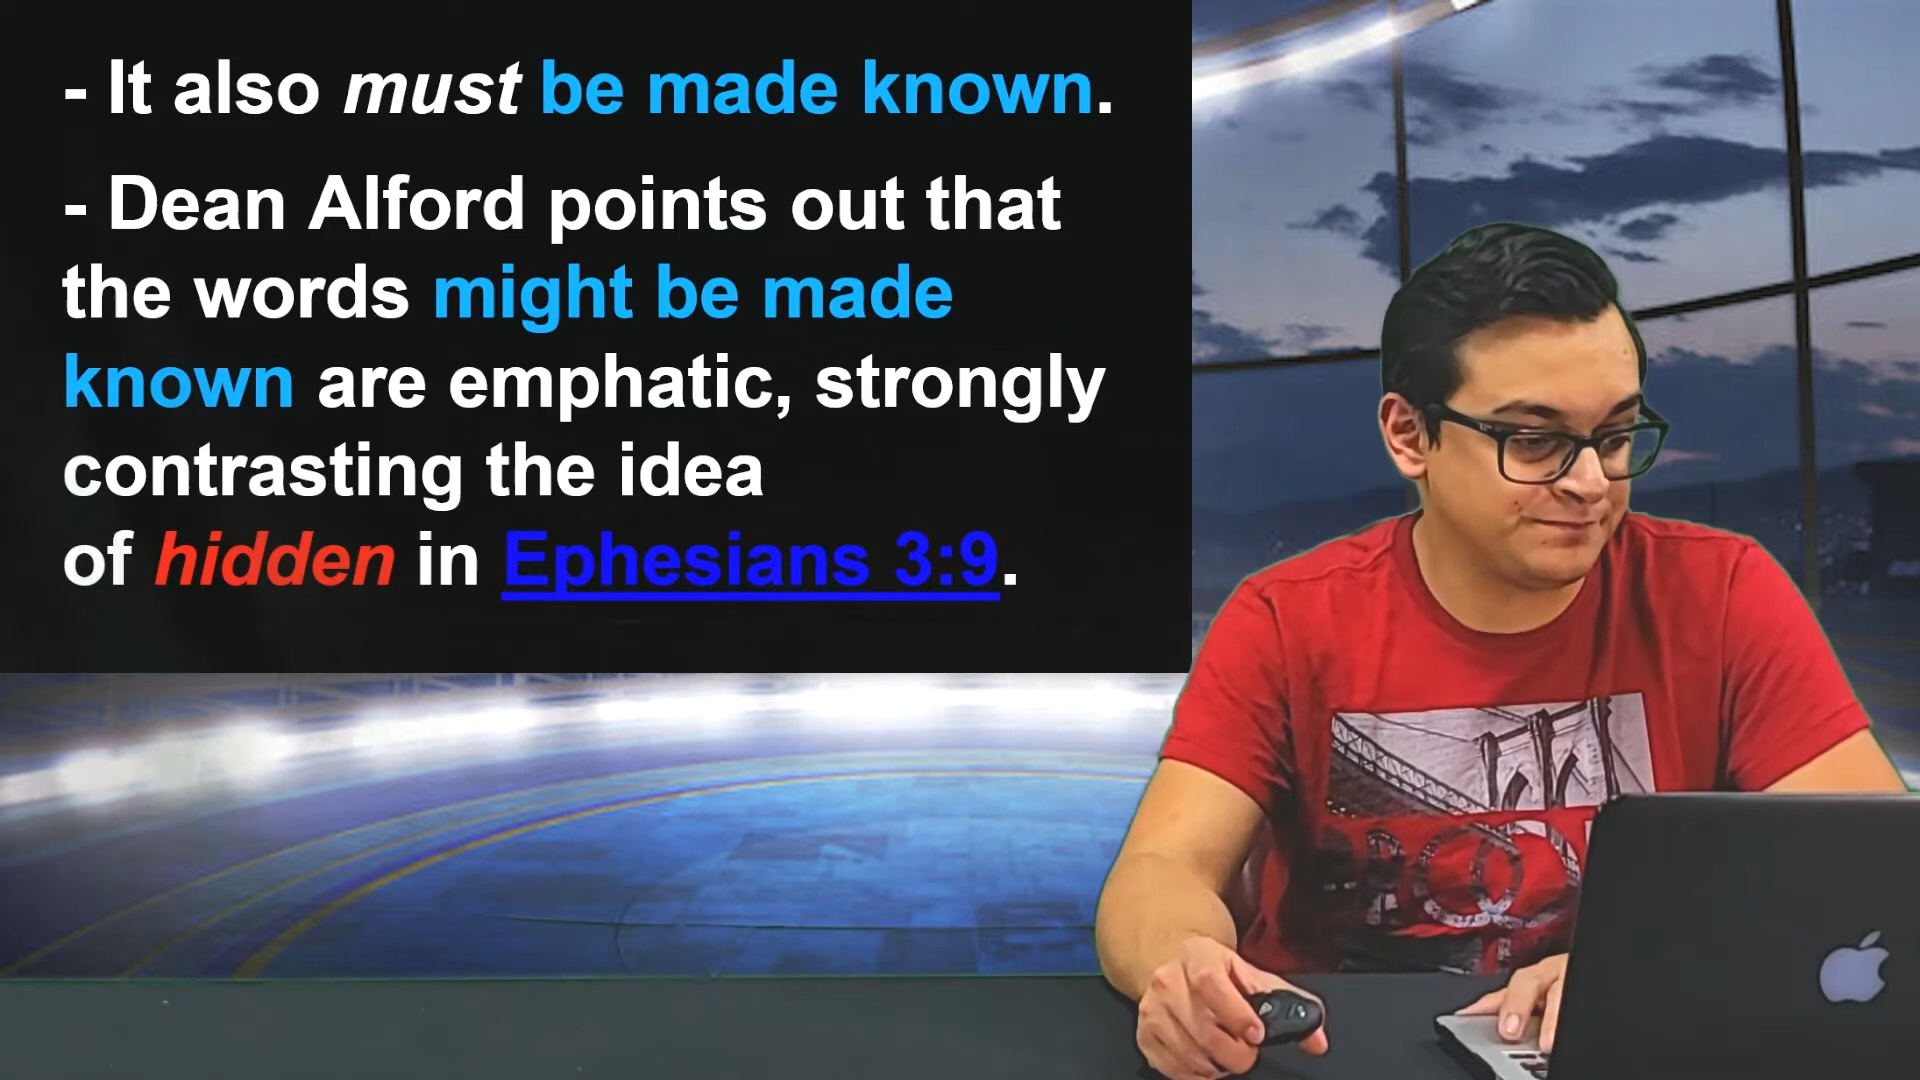 - It also must be made known.
- Dean Alford points out that
the words might be made
known are emphatic, strongly
contrasting the idea
of hidden in Ephesians 3:9.